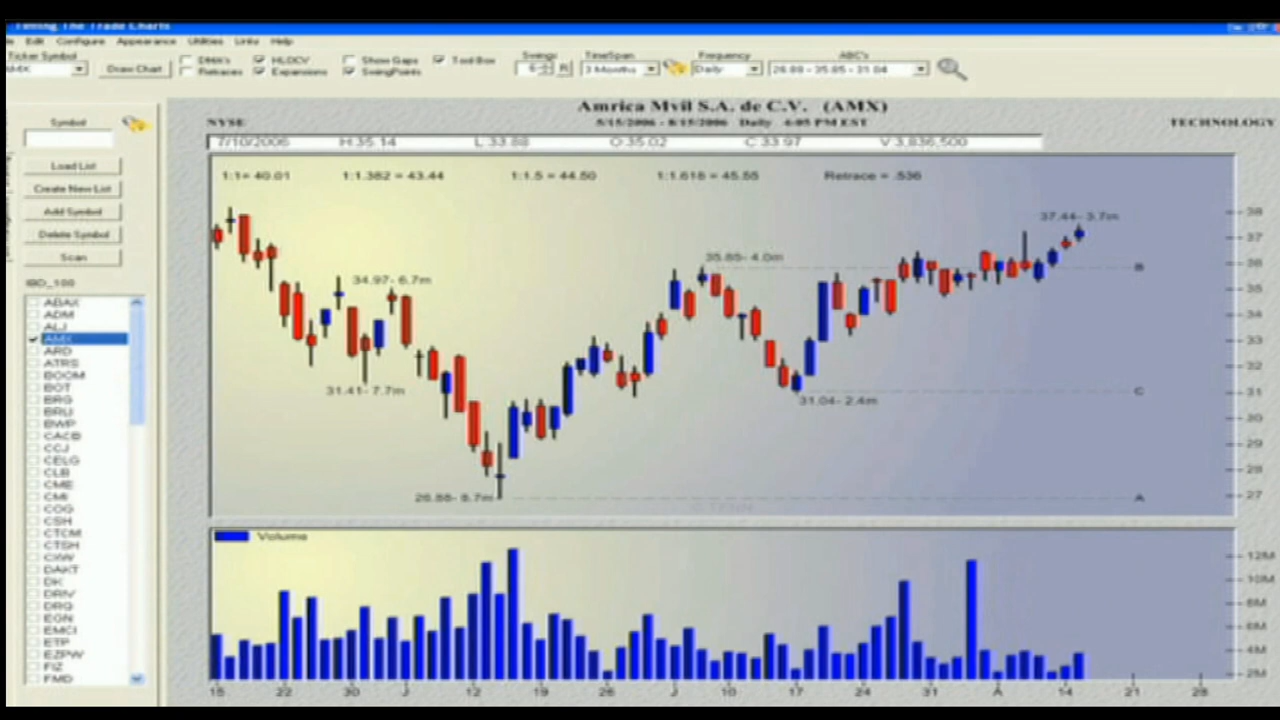 Timing The Trade Charts
Edit Configure Appearance Utilities Links Help
Ticker Symbol
AMX
Draw Chart
DMA's
Retraces
HLOCV
Expansions
Show Gaps
SwingPoints
Tool Box
Swings
6
R
TimeSpan
3 Months
Frequency
Daily
ABC's
26.88 - 35.85 - 31.04
Symbol
Load List
Create New List
Add Symbol
Delete Symbol
Scan
IBD_100
ABAX
ADM
ALJ
AMX
ARD
ATRS
BOOM
BOT
BRG
BRLI
BWP
CACB
CCJ
CELG
CLB
CME
CMI
COG
CSH
CTCM
CTSH
CXW
DAKT
DK
DRIV
DRQ
EGN
EMCI
ETP
EZPW
FIZ
FMD
Amrica Mvil S.A. de C.V. (AMX)
NYSE
5/15/2006 - 8/15/2006 Daily 4:05 PM EST
TECHNOLOGY
7/10/2006 H:35.14 L:33.88 O:35.02 C:33.97 V:3,836,500
1:1= 40.01 1:1.382 = 43.44 1:1.5 = 44.50 1:1.618 = 45.55 Retrace = .536
37.44- 3.7m
35.85- 4.0m
34.97- 6.7m
31.41- 7.7m
31.04- 2.4m
26.88- 8.7m
B
C
A
38
37
36
35
34
33
32
31
30
29
28
27
Volume
12M
10M
8M
6M
4M
2M
15 22 30 J 12 19 26 J 10 17 24 31 A 14 21 28